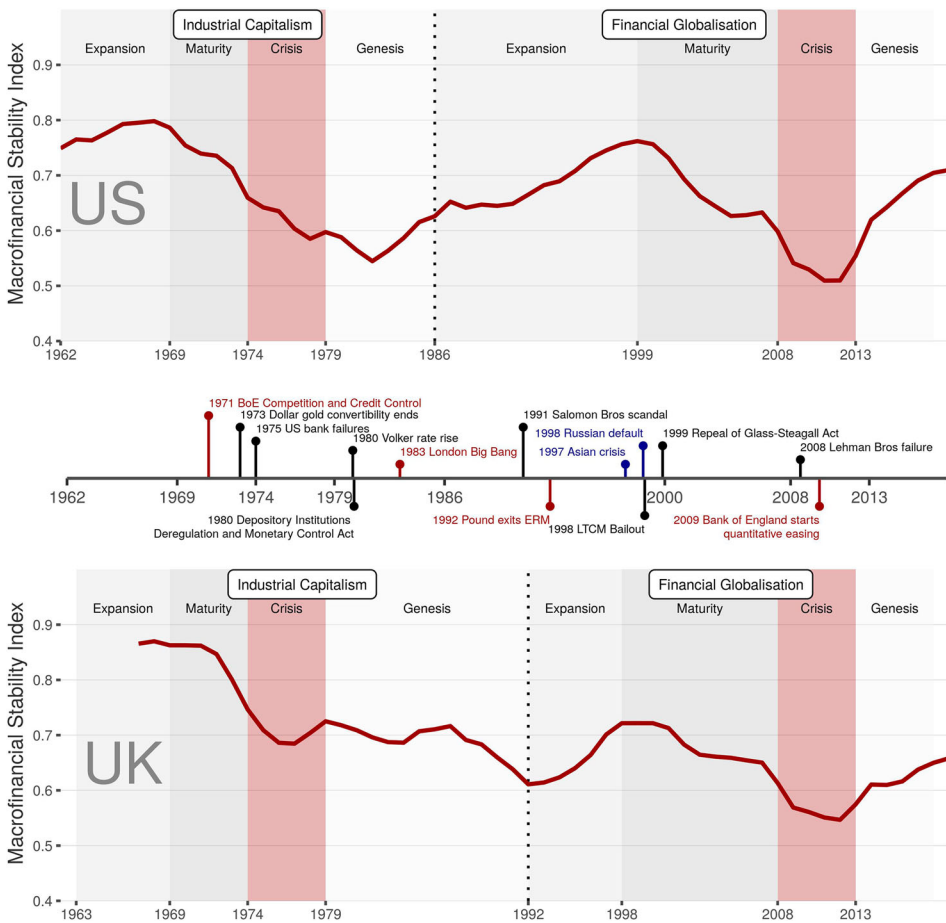 Industrial Capitalism
Financial Globalisation
Expansion
Maturity
Crisis
Genesis
Expansion
Maturity
Crisis
Genesis
Macrofinancial Stability Index
0.9
0.8
0.7
0.6
0.5
0.4
US
1962
1969
1974
1979
1986
1999
2008
2013
1971 BoE Competition and Credit Control
1973 Dollar gold convertibility ends
1975 US bank failures
1980 Volker rate rise
1983 London Big Bang
1991 Salomon Bros scandal
1998 Russian default
1997 Asian crisis
1999 Repeal of Glass-Steagall Act
2008 Lehman Bros failure
1962
1969
1974
1979
1986
2000
2008
2013
1980 Depository Institutions
Deregulation and Monetary Control Act
1992 Pound exits ERM
1998 LTCM Bailout
2009 Bank of England starts
quantitative easing
Industrial Capitalism
Financial Globalisation
Expansion
Maturity
Crisis
Genesis
Expansion
Maturity
Crisis
Genesis
Macrofinancial Stability Index
0.9
0.8
0.7
0.6
0.5
0.4
UK
1963
1969
1974
1979
1992
1998
2008
2013